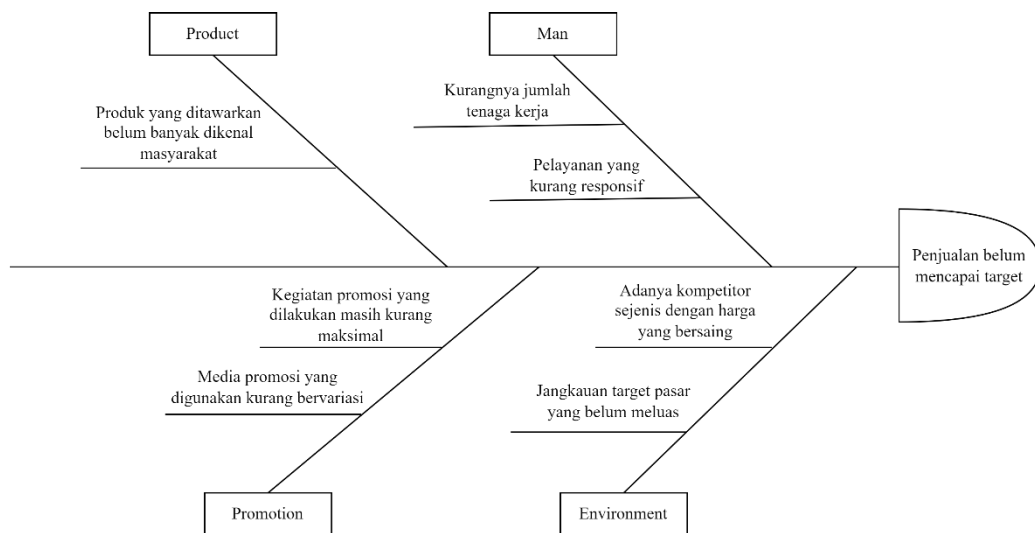 Product
Man
Produk yang ditawarkan
belum banyak dikenal
masyarakat
Kurangnya jumlah
tenaga kerja
Pelayanan yang
kurang responsif
Penjualan belum
mencapai target
Kegiatan promosi yang
dilakukan masih kurang
maksimal
Media promosi yang
digunakan kurang bervariasi
Adanya kompetitor
sejenis dengan harga
yang bersaing
Jangkauan target pasar
yang belum meluas
Promotion
Environment